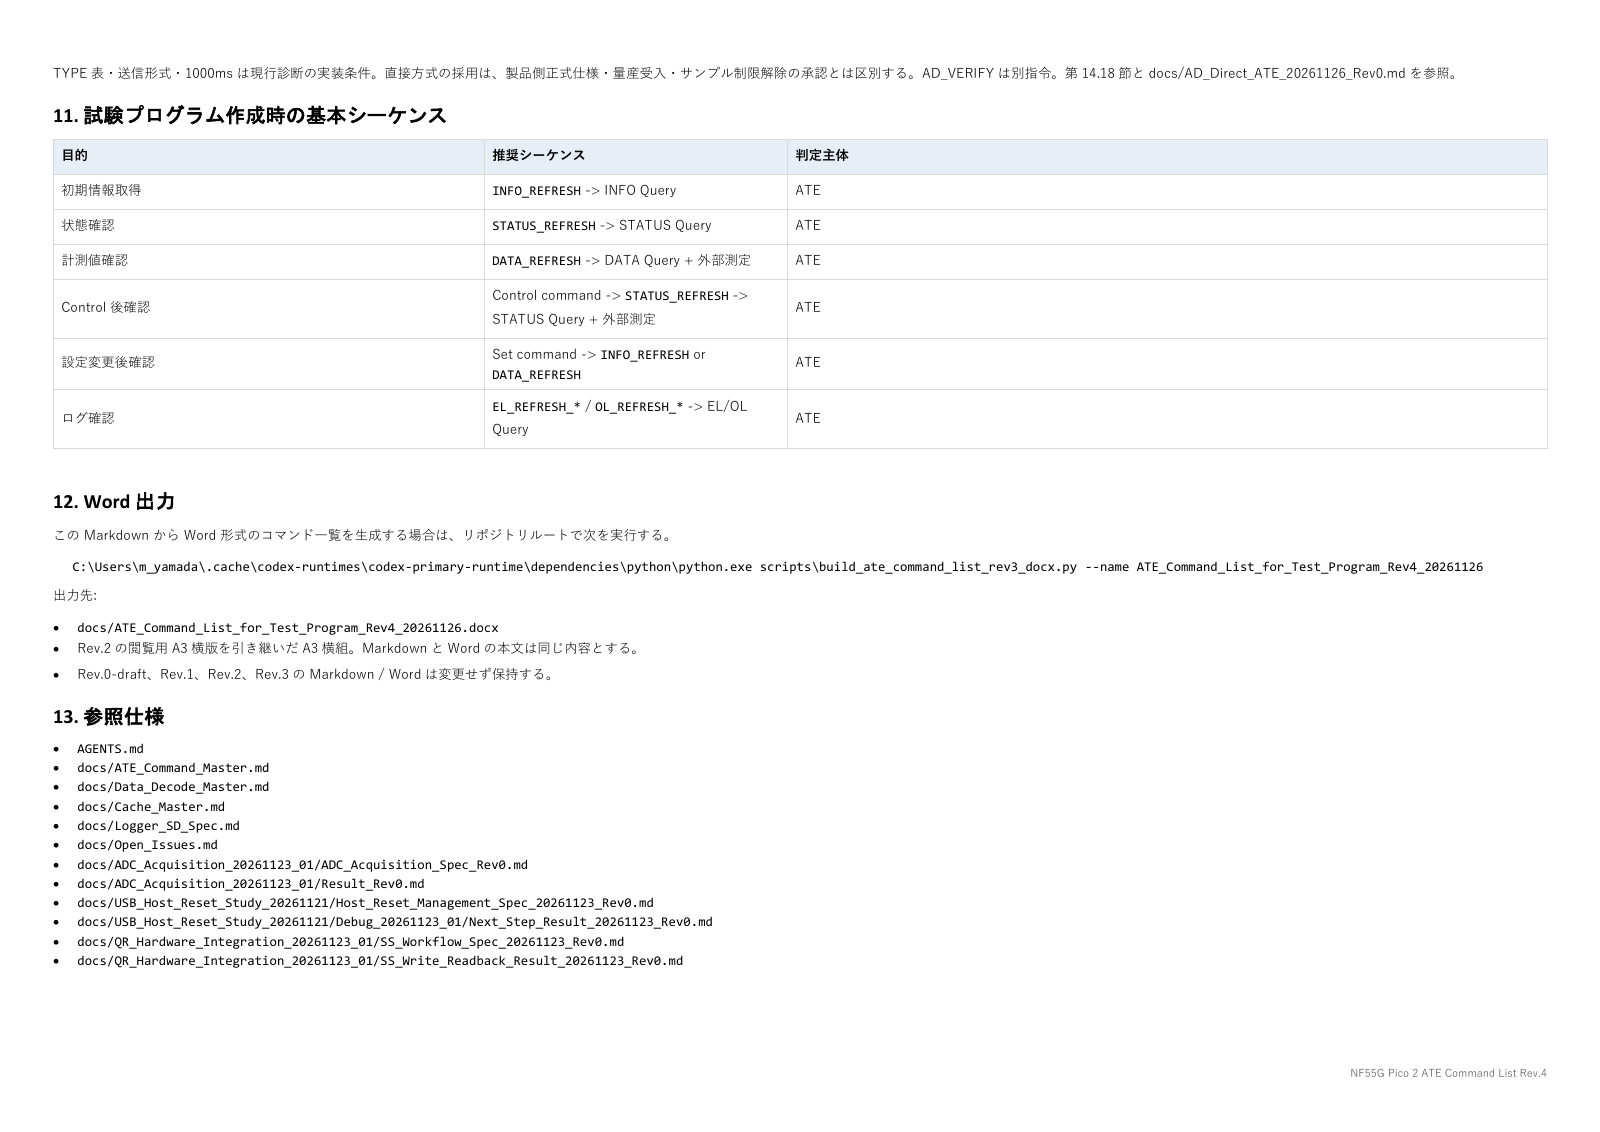 TYPE 表・送信形式・1000ms は現行診断の実装条件。直接方式の採用は、製品側正式仕様・量産受入・サンプル制限解除の承認とは区別する。AD_VERIFY は別指令。第 14.18 節と docs/AD_Direct_ATE_20261126_Rev0.md を参照。
11. 試験プログラム作成時の基本シーケンス
目的 推奨シーケンス 判定主体
初期情報取得 INFO_REFRESH -> INFO Query ATE
状態確認 STATUS_REFRESH -> STATUS Query ATE
計測値確認 DATA_REFRESH -> DATA Query + 外部測定 ATE
Control 後確認 Control command -> STATUS_REFRESH -> ATE
STATUS Query + 外部測定
設定変更後確認 Set command -> INFO_REFRESH or ATE
DATA_REFRESH
ログ確認 EL_REFRESH_* / OL_REFRESH_* -> EL/OL ATE
Query
12. Word 出力
この Markdown から Word 形式のコマンド一覧を生成する場合は、リポジトリルートで次を実行する。
C:\Users\m_yamada\.cache\codex-runtimes\codex-primary-runtime\dependencies\python\python.exe scripts\build_ate_command_list_rev3_docx.py --name ATE_Command_List_for_Test_Program_Rev4_20261126
出力先:
• docs/ATE_Command_List_for_Test_Program_Rev4_20261126.docx
• Rev.2 の閲覧用 A3 横版を引き継いだ A3 横組。Markdown と Word の本文は同じ内容とする。
• Rev.0-draft、Rev.1、Rev.2、Rev.3 の Markdown / Word は変更せず保持する。
13. 参照仕様
• AGENTS.md
• docs/ATE_Command_Master.md
• docs/Data_Decode_Master.md
• docs/Cache_Master.md
• docs/Logger_SD_Spec.md
• docs/Open_Issues.md
• docs/ADC_Acquisition_20261123_01/ADC_Acquisition_Spec_Rev0.md
• docs/ADC_Acquisition_20261123_01/Result_Rev0.md
• docs/USB_Host_Reset_Study_20261121/Host_Reset_Management_Spec_20261123_Rev0.md
• docs/USB_Host_Reset_Study_20261121/Debug_20261123_01/Next_Step_Result_20261123_Rev0.md
• docs/QR_Hardware_Integration_20261123_01/SS_Workflow_Spec_20261123_Rev0.md
• docs/QR_Hardware_Integration_20261123_01/SS_Write_Readback_Result_20261123_Rev0.md
NF55G Pico 2 ATE Command List Rev.4